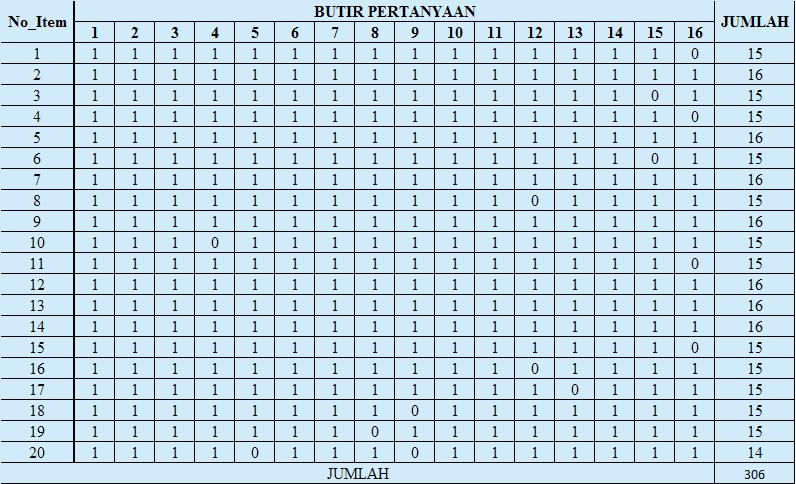 No_Item BUTIR PERTANYAAN JUMLAH
1 2 3 4 5 6 7 8 9 10 11 12 13 14 15 16
1 1 1 1 1 1 1 1 1 1 1 1 1 1 1 1 0 15
2 1 1 1 1 1 1 1 1 1 1 1 1 1 1 1 1 16
3 1 1 1 1 1 1 1 1 1 1 1 1 1 1 0 1 15
4 1 1 1 1 1 1 1 1 1 1 1 1 1 1 1 0 15
5 1 1 1 1 1 1 1 1 1 1 1 1 1 1 1 1 16
6 1 1 1 1 1 1 1 1 1 1 1 1 1 1 0 1 15
7 1 1 1 1 1 1 1 1 1 1 1 1 1 1 1 1 16
8 1 1 1 1 1 1 1 1 1 1 1 0 1 1 1 1 15
9 1 1 1 1 1 1 1 1 1 1 1 1 1 1 1 1 16
10 1 1 1 0 1 1 1 1 1 1 1 1 1 1 1 1 15
11 1 1 1 1 1 1 1 1 1 1 1 1 1 1 1 0 15
12 1 1 1 1 1 1 1 1 1 1 1 1 1 1 1 1 16
13 1 1 1 1 1 1 1 1 1 1 1 1 1 1 1 1 16
14 1 1 1 1 1 1 1 1 1 1 1 1 1 1 1 1 16
15 1 1 1 1 1 1 1 1 1 1 1 1 1 1 1 0 15
16 1 1 1 1 1 1 1 1 1 1 1 0 1 1 1 1 15
17 1 1 1 1 1 1 1 1 1 1 1 1 0 1 1 1 15
18 1 1 1 1 1 1 1 1 0 1 1 1 1 1 1 1 15
19 1 1 1 1 1 1 1 0 1 1 1 1 1 1 1 1 15
20 1 1 1 1 0 1 1 1 0 1 1 1 1 1 1 1 14
JUMLAH 306